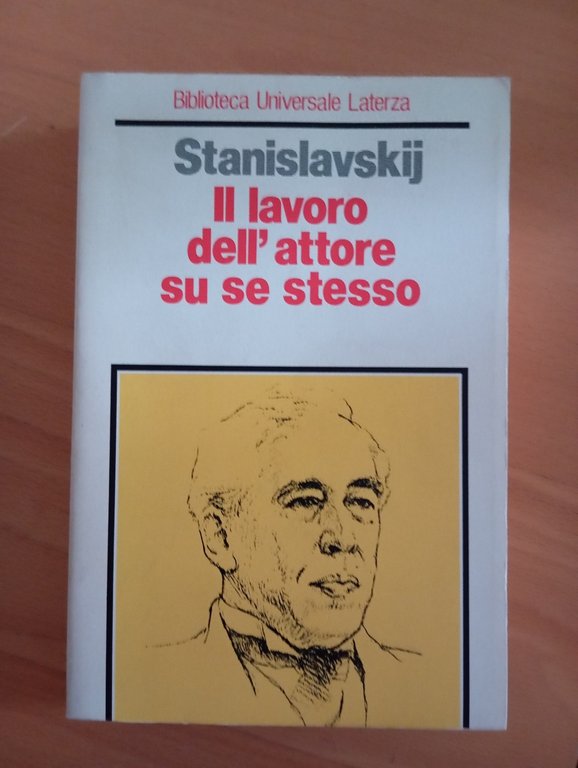 Biblioteca Universale Laterza
Stanislavskij
Il lavoro
dell'attore
su se stesso